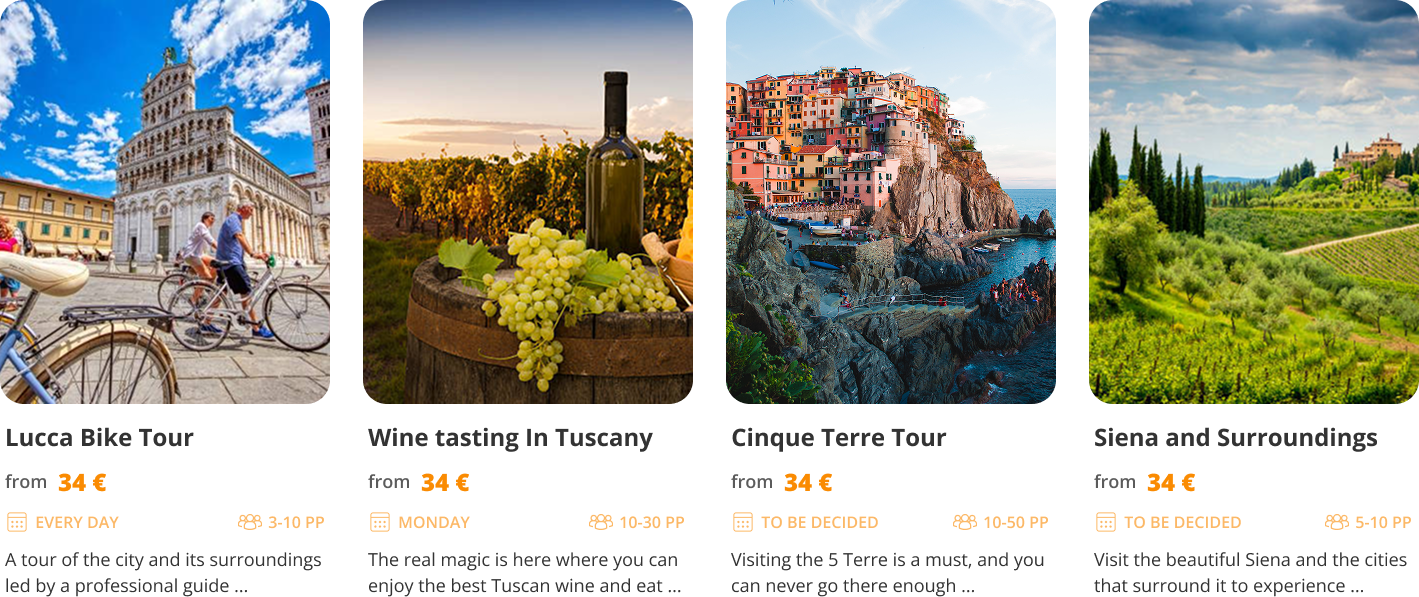 Lucca Bike Tour
from 34 €
EVERY DAY 3-10 PP
A tour of the city and its surroundings
led by a professional guide ...
Wine tasting In Tuscany
from 34 €
MONDAY 10-30 PP
The real magic is here where you can
enjoy the best Tuscan wine and eat ...
Cinque Terre Tour
from 34 €
TO BE DECIDED 10-50 PP
Visiting the 5 Terre is a must, and you
can never go there enough ...
Siena and Surroundings
from 34 €
TO BE DECIDED 5-10 PP
Visit the beautiful Siena and the cities
that surround it to experience ...